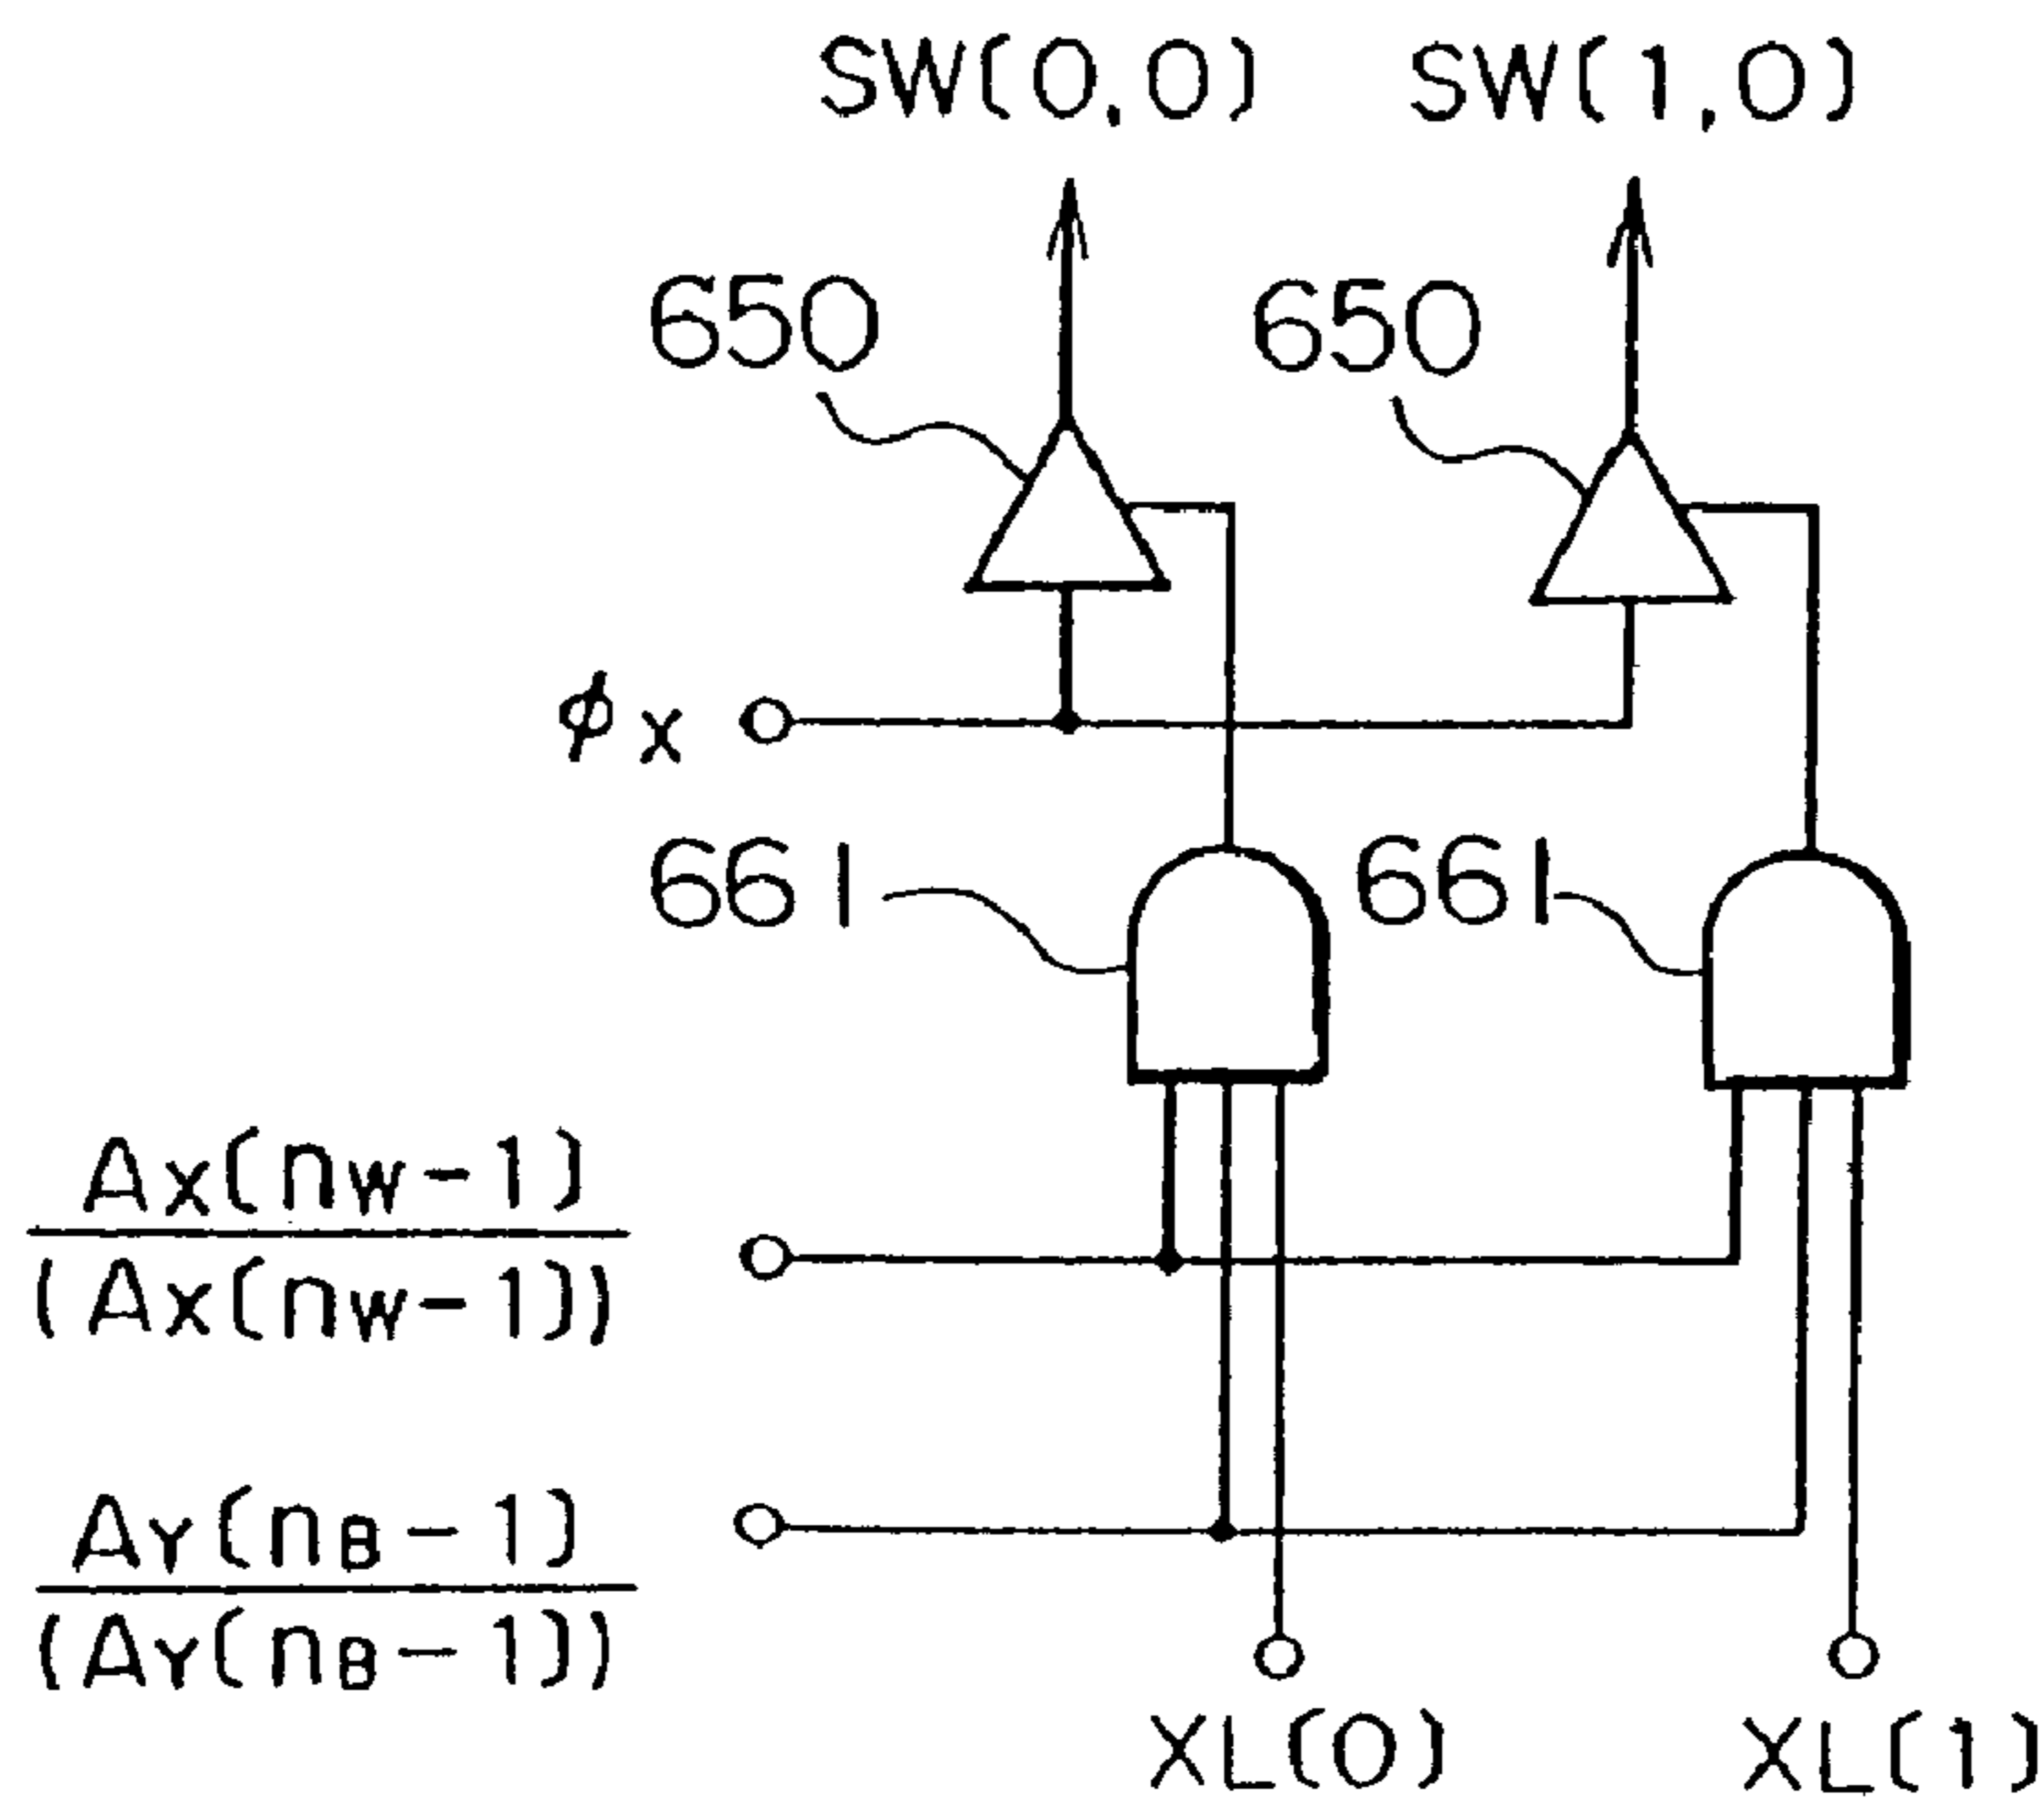 SW(0,0) SW(1,0)
650 650
ϕX
661 661
AX(nW-1)
(AX(nW-1))
AY(nB-1)
(AY(nB-1))
XL(0) XL(1)